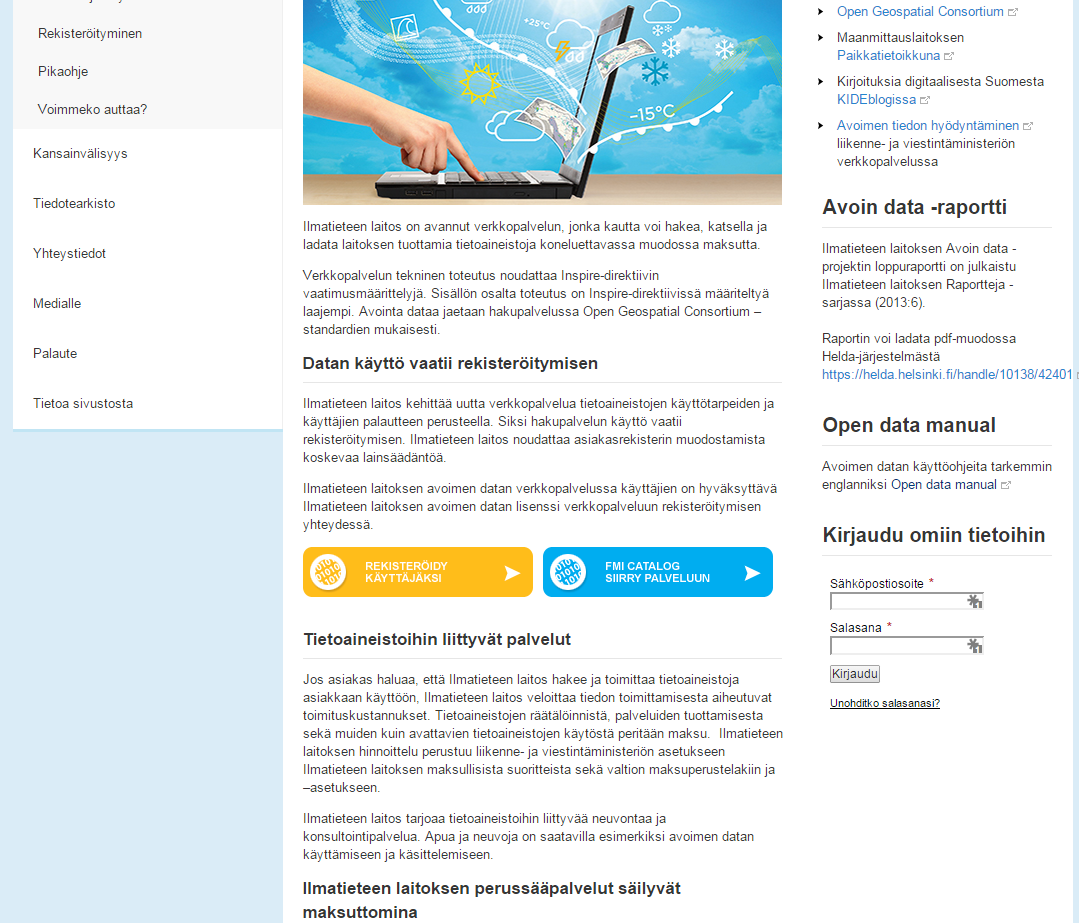 Rekisteröityminen
Pikaohje
Voimmeko auttaa?
Kansainvälisyys
Tiedotearkisto
Yhteystiedot
Medialle
Palaute
Tietoa sivustosta
+25°C
-15°C
Ilmatieteen laitos on avannut verkkopalvelun, jonka kautta voi hakea, katsella ja
ladata laitoksen tuottamia tietoaineistoja koneluettavassa muodossa maksutta.
Verkkopalvelun tekninen toteutus noudattaa Inspire-direktiivin
vaatimusmäärittelyjä. Sisällön osalta toteutus on Inspire-direktiivissä määriteltyä
laajempi. Avointa dataa jaetaan hakupalvelussa Open Geospatial Consortium –
standardien mukaisesti.
Datan käyttö vaatii rekisteröitymisen
Ilmatieteen laitos kehittää uutta verkkopalvelua tietoaineistojen käyttötarpeiden ja
käyttäjien palautteen perusteella. Siksi hakupalvelun käyttö vaatii
rekisteröitymisen. Ilmatieteen laitos noudattaa asiakasrekisterin muodostamista
koskevaa lainsäädäntöä.
Ilmatieteen laitoksen avoimen datan verkkopalvelussa käyttäjien on hyväksyttävä
Ilmatieteen laitoksen avoimen datan lisenssi verkkopalveluun rekisteröitymisen
yhteydessä.
REKISTERÖIDY
KÄYTTÄJÄKSI
FMI CATALOG
SIIRRY PALVELUUN
Tietoaineistoihin liittyvät palvelut
Jos asiakas haluaa, että Ilmatieteen laitos hakee ja toimittaa tietoaineistoja
asiakkaan käyttöön, Ilmatieteen laitos veloittaa tiedon toimittamisesta aiheutuvat
toimituskustannukset. Tietoaineistojen räätälöinnistä, palveluiden tuottamisesta
sekä muiden kuin avattavien tietoaineistojen käytöstä peritään maksu. Ilmatieteen
laitoksen hinnoittelu perustuu liikenne- ja viestintäministeriön asetukseen
Ilmatieteen laitoksen maksullisista suoritteista sekä valtion maksuperustelakiin ja
–asetukseen.
Ilmatieteen laitos tarjoaa tietoaineistoihin liittyvää neuvontaa ja
konsultointipalvelua. Apua ja neuvoja on saatavilla esimerkiksi avoimen datan
käyttämiseen ja käsittelemiseen.
Ilmatieteen laitoksen perussääpalvelut säilyvät
maksuttomina
Open Geospatial Consortium
Maanmittauslaitoksen
Paikkatietoikkuna
Kirjoituksia digitaalisesta Suomesta
KIDEblogissa
Avoimen tiedon hyödyntäminen
liikenne- ja viestintäministeriön
verkkopalvelussa
Avoin data -raportti
Ilmatieteen laitoksen Avoin data -
projektin loppuraportti on julkaistu
Ilmatieteen laitoksen Raportteja -
sarjassa (2013:6).
Raportin voi ladata pdf-muodossa
Helda-järjestelmästä
https://helda.helsinki.fi/handle/10138/42401
Open data manual
Avoimen datan käyttöohjeita tarkemmin
englanniksi Open data manual
Kirjaudu omiin tietoihin
Sähköpostiosoite *
Salasana *
Kirjaudu
Unohditko salasanasi?